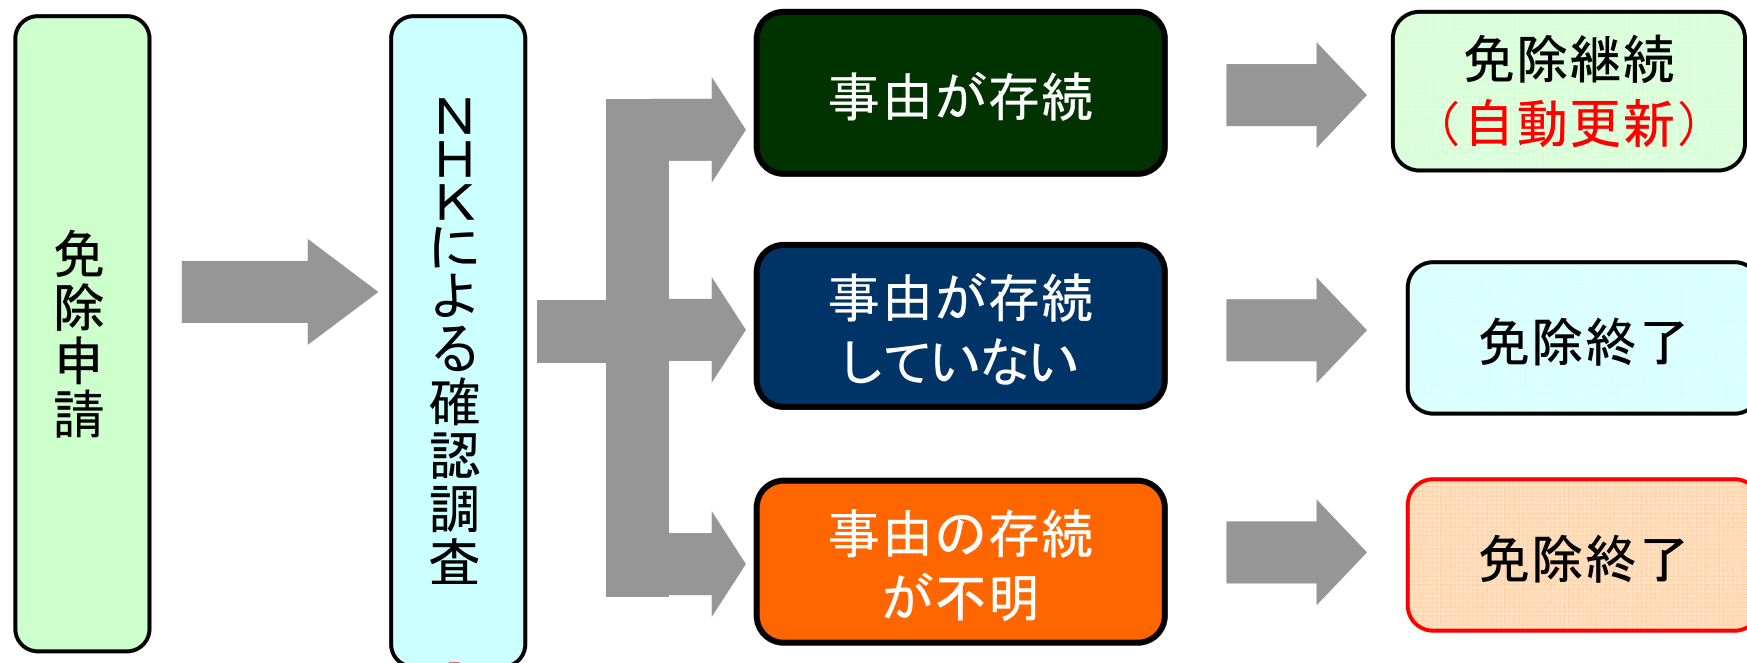 免除申請
ＮＨＫによる確認調査
事由が存続
免除継続
（自動更新）
事由が存続
していない
免除終了
事由の存続
が不明
免除終了